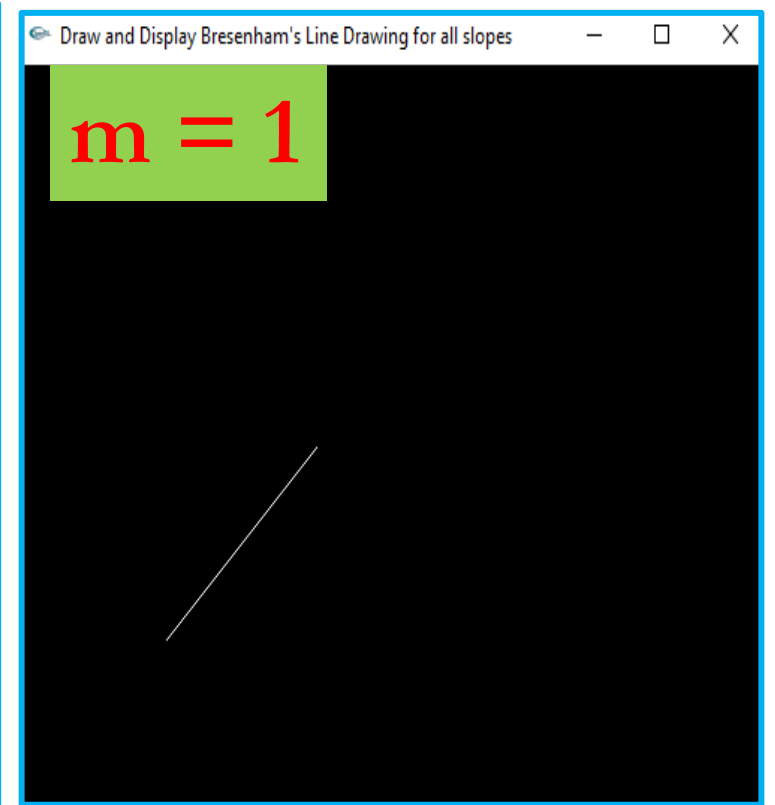 Draw and Display Bresenham's Line Drawing for all slopes
m = 1